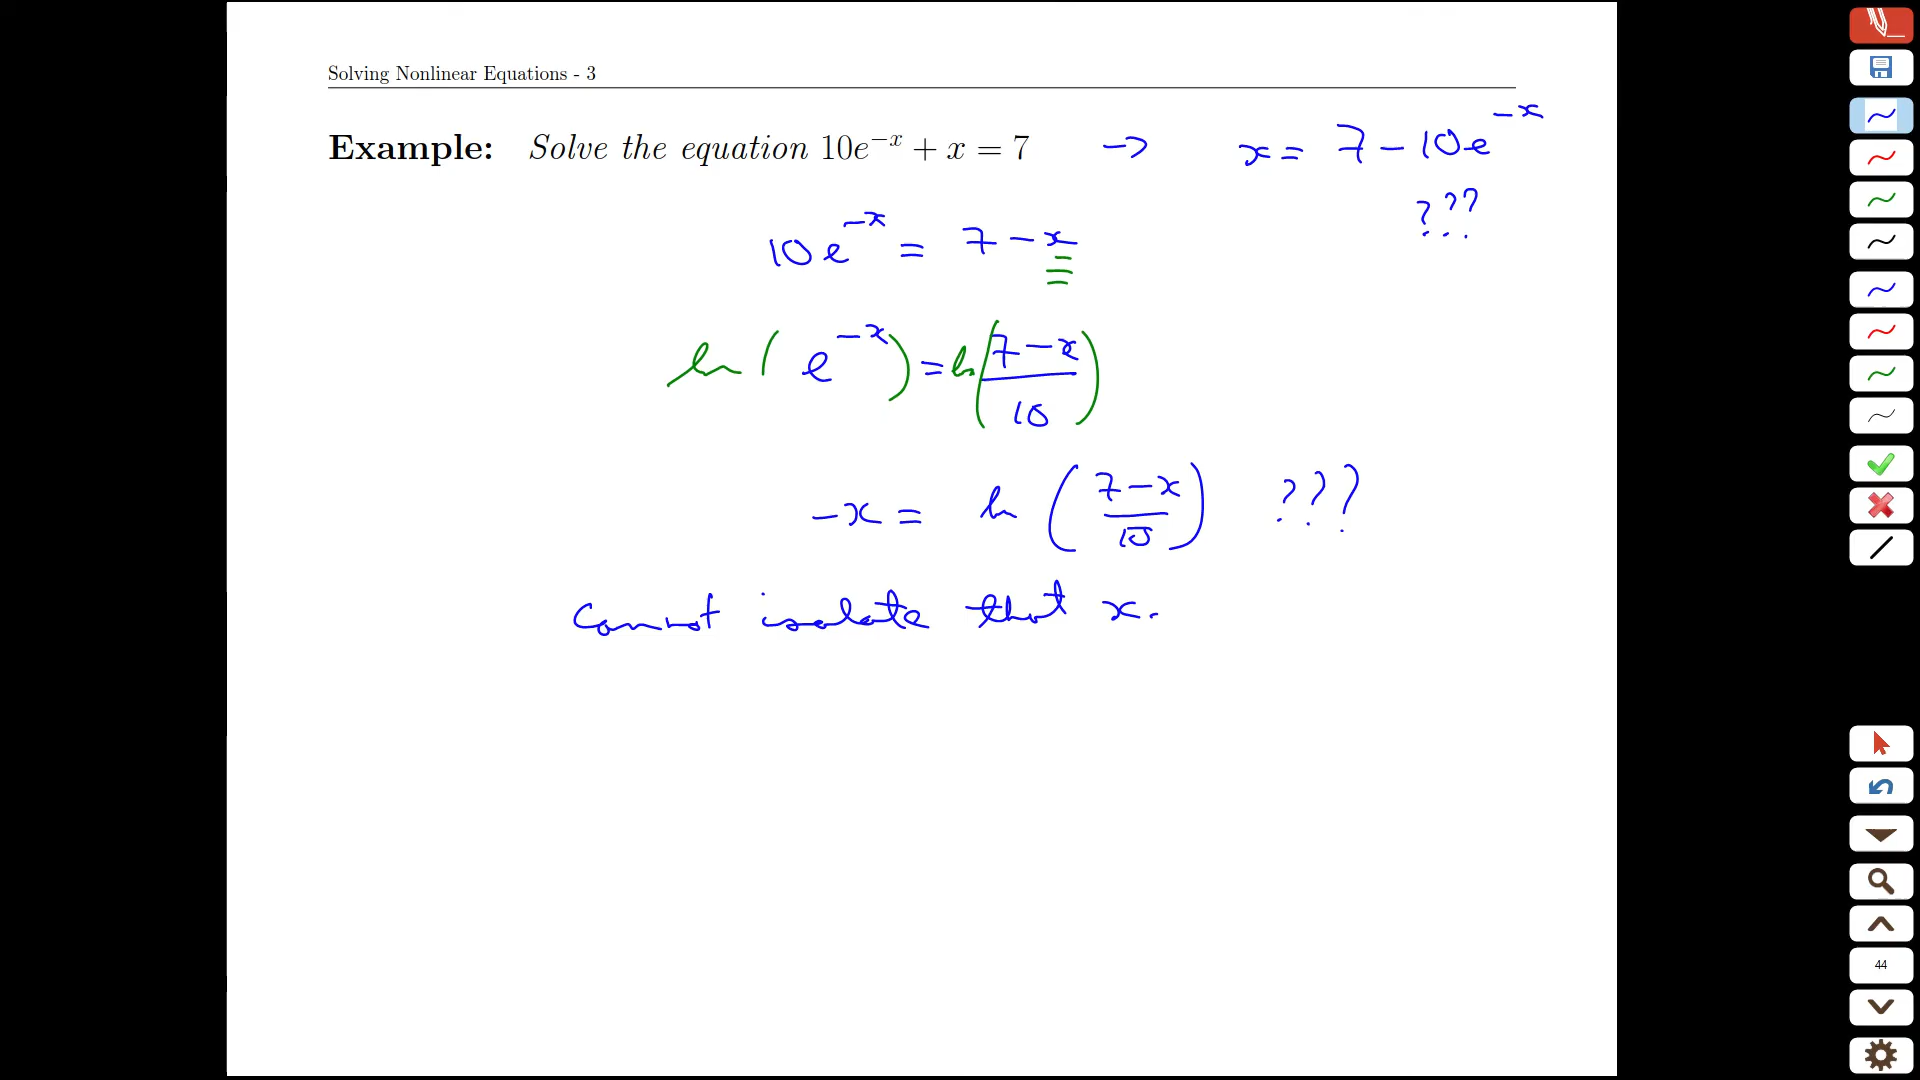 Solving Nonlinear Equations - 3
Example: Solve the equation 10e^{-x} + x = 7 → x = 7 - 10e^{-x}
???
10e^{-x} = 7 - x
ln(e^{-x}) = ln((7 - x)/10)
-x = ln((7 - x)/10) ???
cannot isolate that x.
44